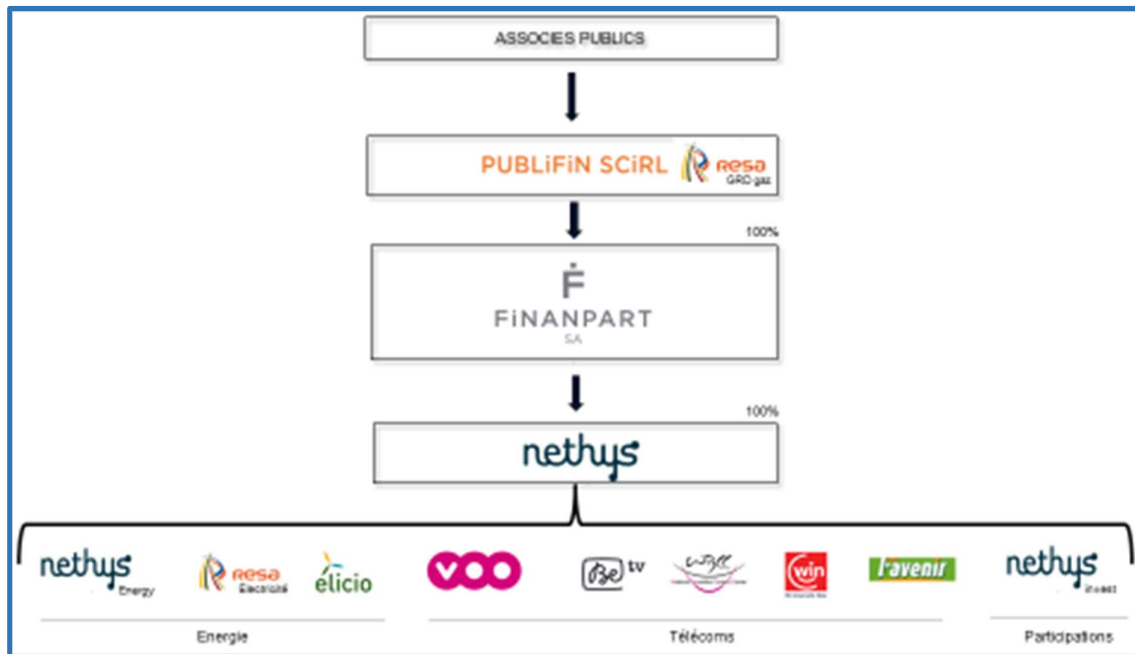 ASSOCIES PUBLICS
PUBLiFiN SCiRL
Resa
GRD gaz
100%
FiNANPART
SA
100%
nethys
nethys
Energy
Resa
Electricité
elicio
voo
Be tv
win
l'avenir
nethys
invest
Energie
Télécoms
Participations